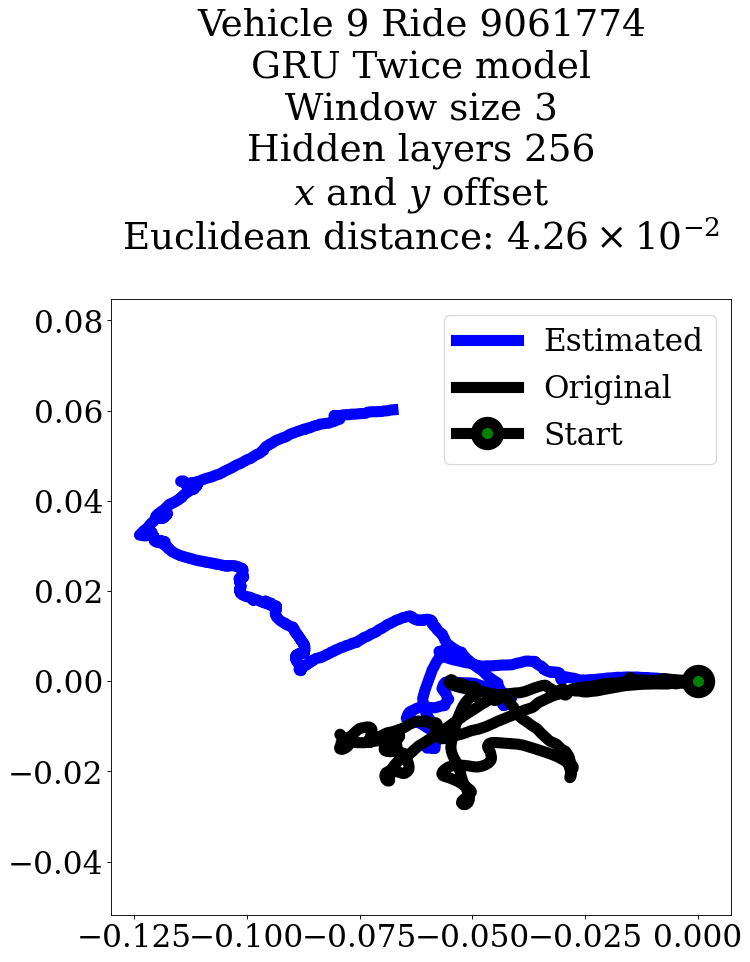 Vehicle 9 Ride 9061774
GRU Twice model
Window size 3
Hidden layers 256
x and y offset
Euclidean distance: 4.26 × 10⁻²
Estimated
Original
Start
0.08
0.06
0.04
0.02
0.00
−0.02
−0.04
−0.125 −0.100 −0.075 −0.050 −0.025 0.000